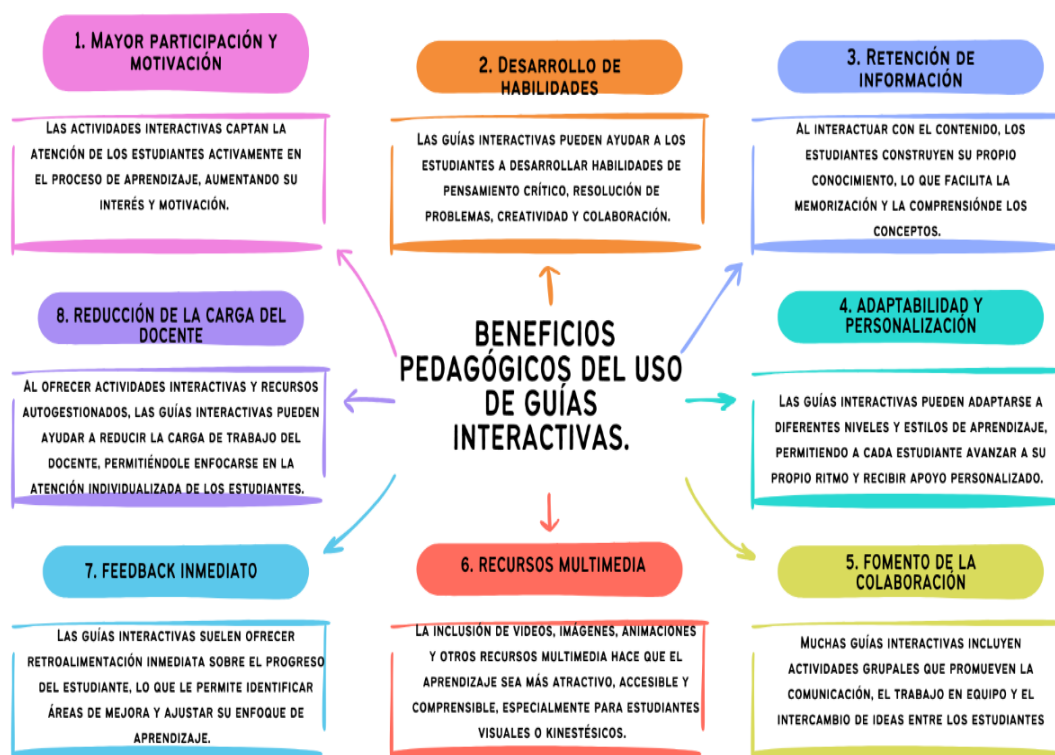 1. MAYOR PARTICIPACIÓN Y
MOTIVACIÓN
LAS ACTIVIDADES INTERACTIVAS CAPTAN LA
ATENCIÓN DE LOS ESTUDIANTES ACTIVAMENTE EN
EL PROCESO DE APRENDIZAJE, AUMENTANDO SU
INTERÉS Y MOTIVACIÓN.
2. DESARROLLO DE
HABILIDADES
LAS GUÍAS INTERACTIVAS PUEDEN AYUDAR A LOS
ESTUDIANTES A DESARROLLAR HABILIDADES DE
PENSAMIENTO CRÍTICO, RESOLUCIÓN DE
PROBLEMAS, CREATIVIDAD Y COLABORACIÓN.
3. RETENCIÓN DE
INFORMACIÓN
AL INTERACTUAR CON EL CONTENIDO, LOS
ESTUDIANTES CONSTRUYEN SU PROPIO
CONOCIMIENTO, LO QUE FACILITA LA
MEMORIZACIÓN Y LA COMPRENSIÓNDE LOS
CONCEPTOS.
8. REDUCCIÓN DE LA CARGA DEL
DOCENTE
AL OFRECER ACTIVIDADES INTERACTIVAS Y RECURSOS
AUTOGESTIONADOS, LAS GUÍAS INTERACTIVAS PUEDEN
AYUDAR A REDUCIR LA CARGA DE TRABAJO DEL
DOCENTE, PERMITIÉNDOLE ENFOCARSE EN LA
ATENCIÓN INDIVIDUALIZADA DE LOS ESTUDIANTES.
BENEFICIOS
PEDAGÓGICOS DEL USO
DE GUÍAS
INTERACTIVAS.
4. ADAPTABILIDAD Y
PERSONALIZACIÓN
LAS GUÍAS INTERACTIVAS PUEDEN ADAPTARSE A
DIFERENTES NIVELES Y ESTILOS DE APRENDIZAJE,
PERMITIENDO A CADA ESTUDIANTE AVANZAR A SU
PROPIO RITMO Y RECIBIR APOYO PERSONALIZADO.
7. FEEDBACK INMEDIATO
LAS GUÍAS INTERACTIVAS SUELEN OFRECER
RETROALIMENTACIÓN INMEDIATA SOBRE EL PROGRESO
DEL ESTUDIANTE, LO QUE LE PERMITE IDENTIFICAR
ÁREAS DE MEJORA Y AJUSTAR SU ENFOQUE DE
APRENDIZAJE.
6. RECURSOS MULTIMEDIA
LA INCLUSIÓN DE VIDEOS, IMÁGENES, ANIMACIONES
Y OTROS RECURSOS MULTIMEDIA HACE QUE EL
APRENDIZAJE SEA MÁS ATRACTIVO, ACCESIBLE Y
COMPRENSIBLE, ESPECIALMENTE PARA ESTUDIANTES
VISUALES O KINESTÉSICOS.
5. FOMENTO DE LA
COLABORACIÓN
MUCHAS GUÍAS INTERACTIVAS INCLUYEN
ACTIVIDADES GRUPALES QUE PROMUEVEN LA
COMUNICACIÓN, EL TRABAJO EN EQUIPO Y EL
INTERCAMBIO DE IDEAS ENTRE LOS ESTUDIANTES